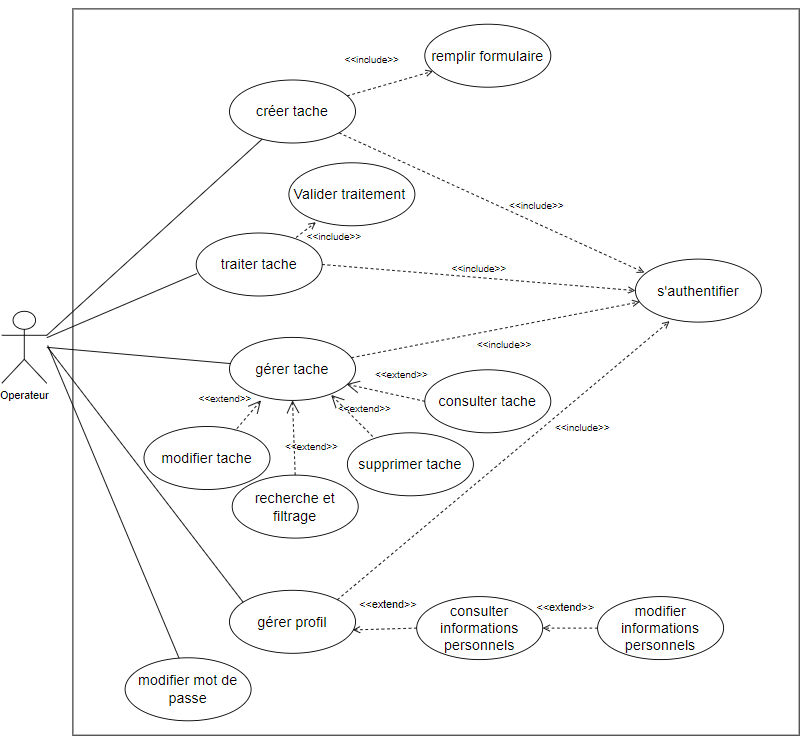 remplir formulaire
<<include>>
créer tache
Valider traitement
<<include>>
<<include>>
traiter tache
<<include>>
s'authentifier
Operateur
<<include>>
gérer tache
<<extend>>
<<extend>>
consulter tache
<<extend>>
<<include>>
<<extend>>
modifier tache
supprimer tache
recherche et
filtrage
gérer profil
<<extend>>
consulter
informations
personnels
<<extend>>
modifier
informations
personnels
modifier mot de
passe